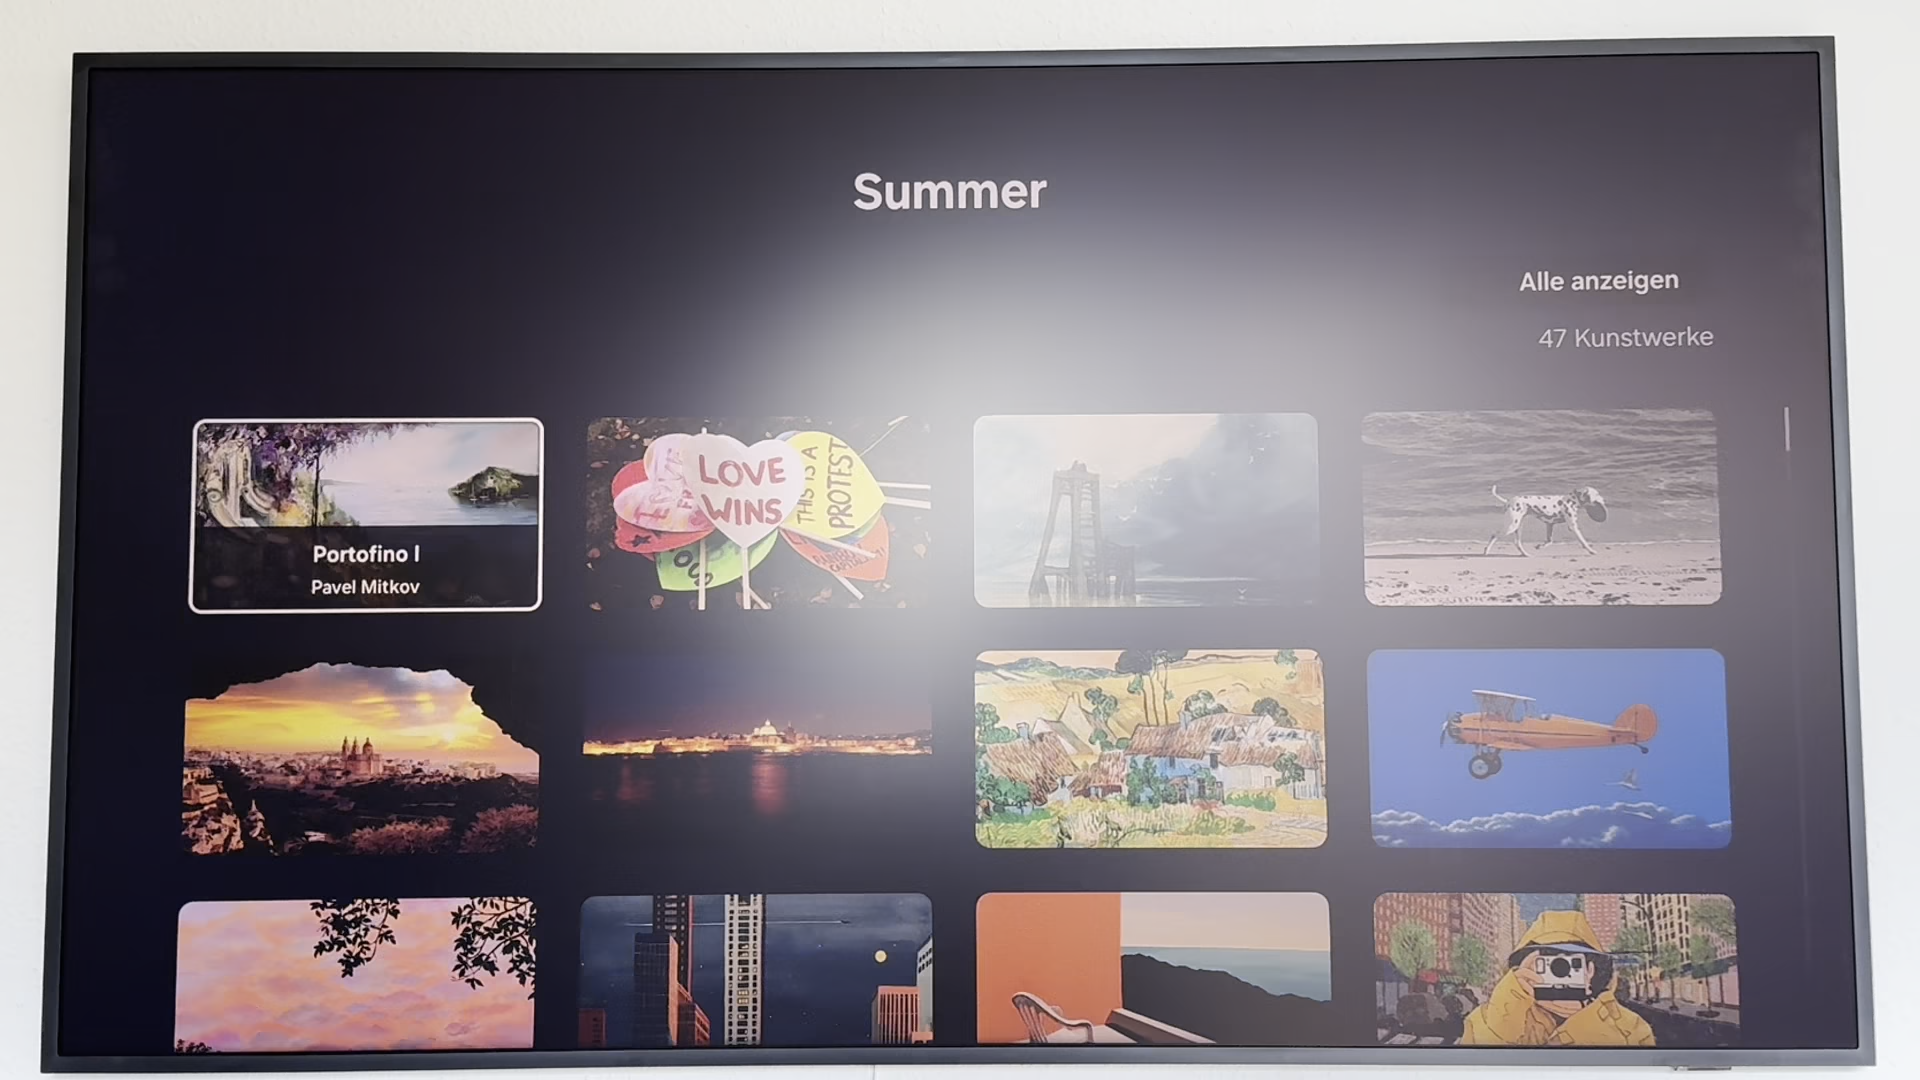 Summer
Alle anzeigen
47 Kunstwerke
Portofino I
Pavel Mitkov
LOVE
WINS
THIS IS A
PROTEST